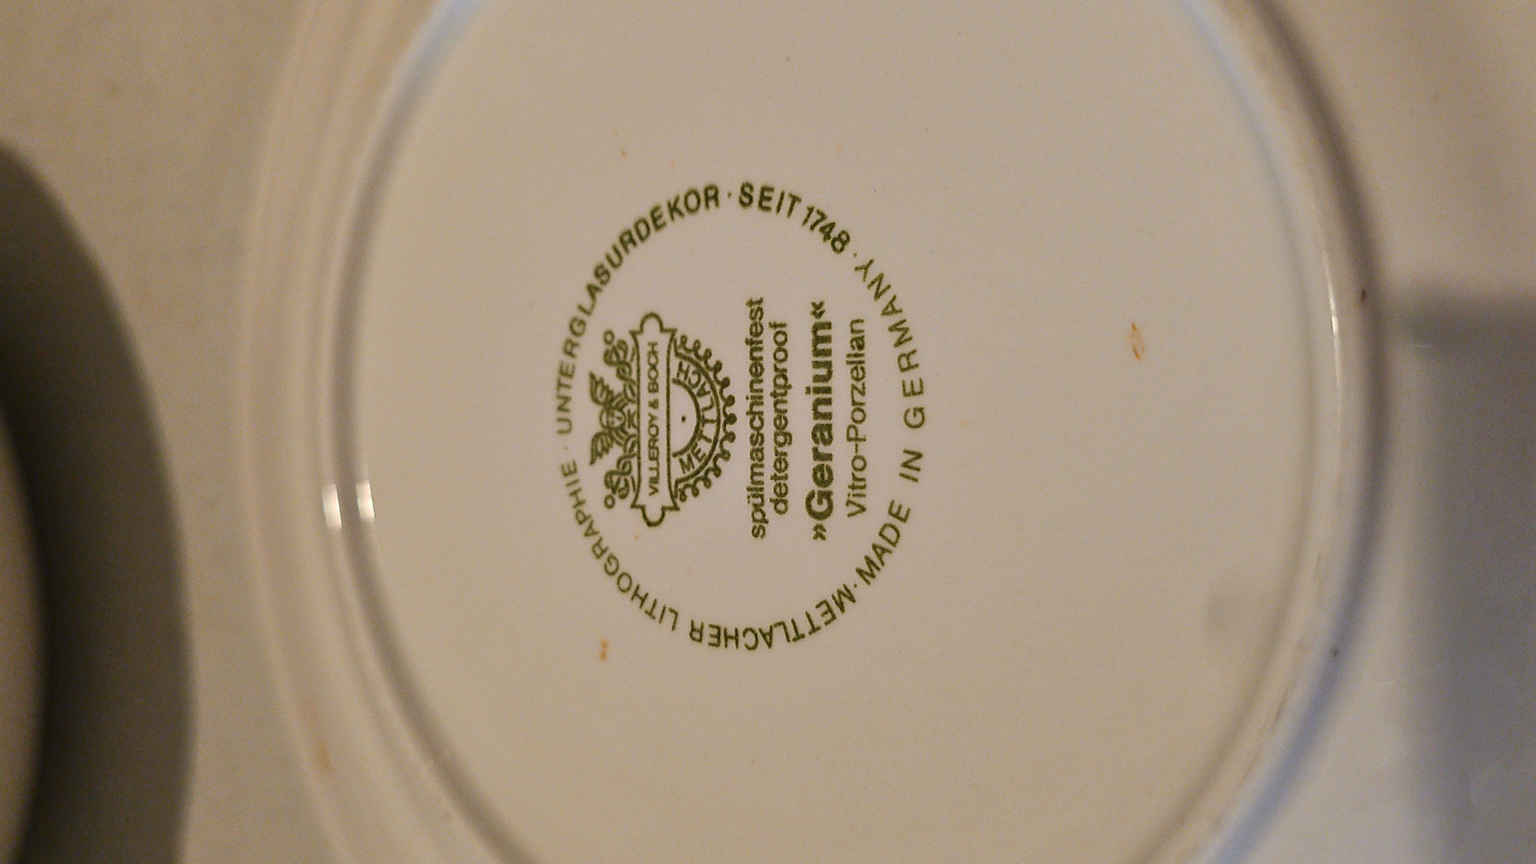 METTLACHER LITHOGRAPHIE · UNTERGLASURDEKOR · SEIT 1748 ·
VILLEROY & BOCH
METTLACH
spülmaschinenfest
detergentproof
»Geranium«
Vitro-Porzellan
MADE IN GERMANY